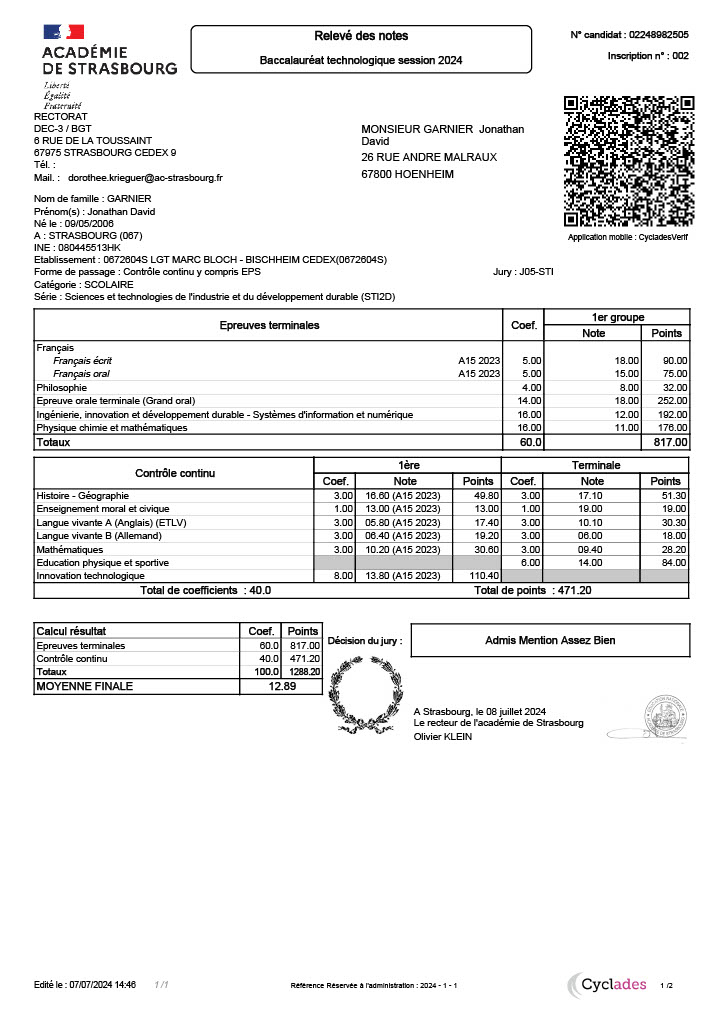 ACADÉMIE
DE STRASBOURG
Liberté
Égalité
Fraternité
Relevé des notes
Baccalauréat technologique session 2024
N° candidat : 02248982505
Inscription n° : 002
RECTORAT
DEC-3 / BGT
6 RUE DE LA TOUSSAINT
67975 STRASBOURG CEDEX 9
Tél. :
Mail. : dorothee.krieguer@ac-strasbourg.fr
MONSIEUR GARNIER Jonathan
David
26 RUE ANDRE MALRAUX
67800 HOENHEIM
Application mobile : CycladesVerif
Nom de famille : GARNIER
Prénom(s) : Jonathan David
Né le : 09/05/2006
A : STRASBOURG (067)
INE : 080445513HK
Etablissement : 0672604S LGT MARC BLOCH - BISCHHEIM CEDEX(0672604S)
Forme de passage : Contrôle continu y compris EPS Jury : J05-STI
Catégorie : SCOLAIRE
Série : Sciences et technologies de l'industrie et du développement durable (STI2D)
Epreuves terminales Coef. 1er groupe
Note Points
Français
Français écrit A15 2023 5.00 18.00 90.00
Français oral A15 2023 5.00 15.00 75.00
Philosophie 4.00 8.00 32.00
Epreuve orale terminale (Grand oral) 14.00 18.00 252.00
Ingénierie, innovation et développement durable - Systèmes d'information et numérique 16.00 12.00 192.00
Physique chimie et mathématiques 16.00 11.00 176.00
Totaux 60.0 817.00
Contrôle continu 1ère Terminale
Coef. Note Points Coef. Note Points
Histoire - Géographie 3.00 16.60 (A15 2023) 49.80 3.00 17.10 51.30
Enseignement moral et civique 1.00 13.00 (A15 2023) 13.00 1.00 19.00 19.00
Langue vivante A (Anglais) (ETLV) 3.00 05.80 (A15 2023) 17.40 3.00 10.10 30.30
Langue vivante B (Allemand) 3.00 06.40 (A15 2023) 19.20 3.00 06.00 18.00
Mathématiques 3.00 10.20 (A15 2023) 30.60 3.00 09.40 28.20
Education physique et sportive 6.00 14.00 84.00
Innovation technologique 8.00 13.80 (A15 2023) 110.40
Total de coefficients : 40.0 Total de points : 471.20
Calcul résultat Coef. Points
Epreuves terminales 60.0 817.00
Contrôle continu 40.0 471.20
Totaux 100.0 1288.20
MOYENNE FINALE 12.89
Décision du jury : Admis Mention Assez Bien
A Strasbourg, le 08 juillet 2024
Le recteur de l'académie de Strasbourg
Olivier KLEIN
Edité le : 07/07/2024 14:46 1 /1 Référence Réservée à l'administration : 2024 - 1 - 1 Cyclades 1 /2